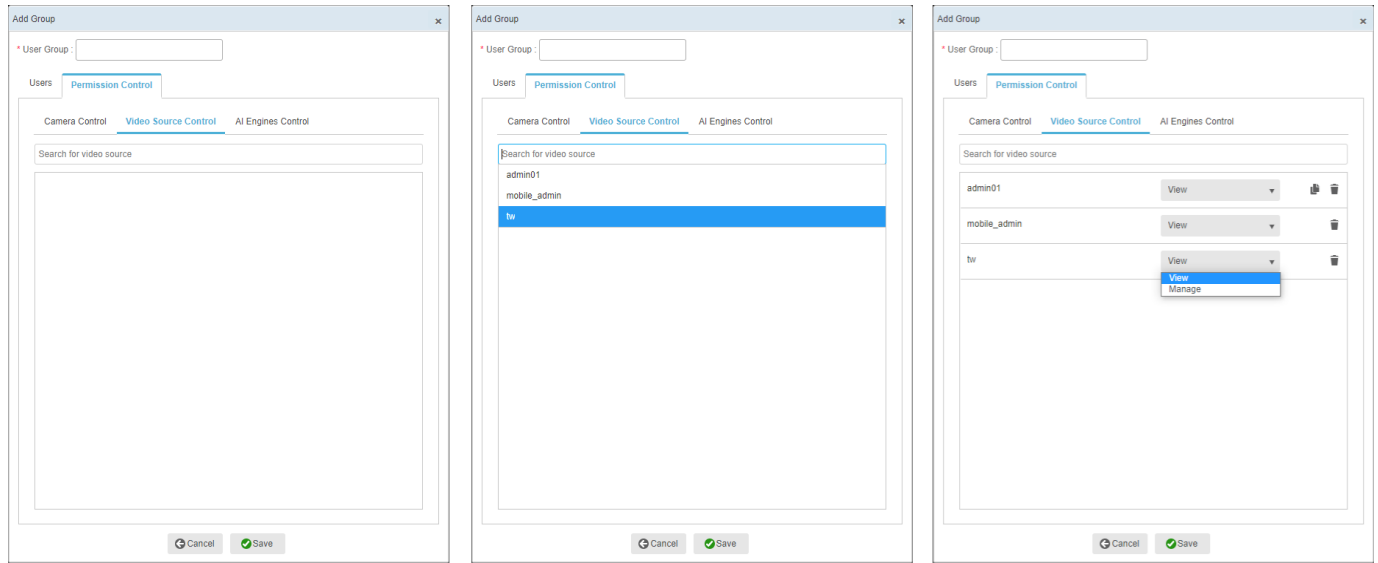 Add Group ×
* User Group :
Users Permission Control
Camera Control Video Source Control AI Engines Control
Search for video source
Cancel Save
Add Group ×
* User Group :
Users Permission Control
Camera Control Video Source Control AI Engines Control
Search for video source
admin01
mobile_admin
tw
Cancel Save
Add Group ×
* User Group :
Users Permission Control
Camera Control Video Source Control AI Engines Control
Search for video source
admin01 View
mobile_admin View
tw View
View
Manage
Cancel Save